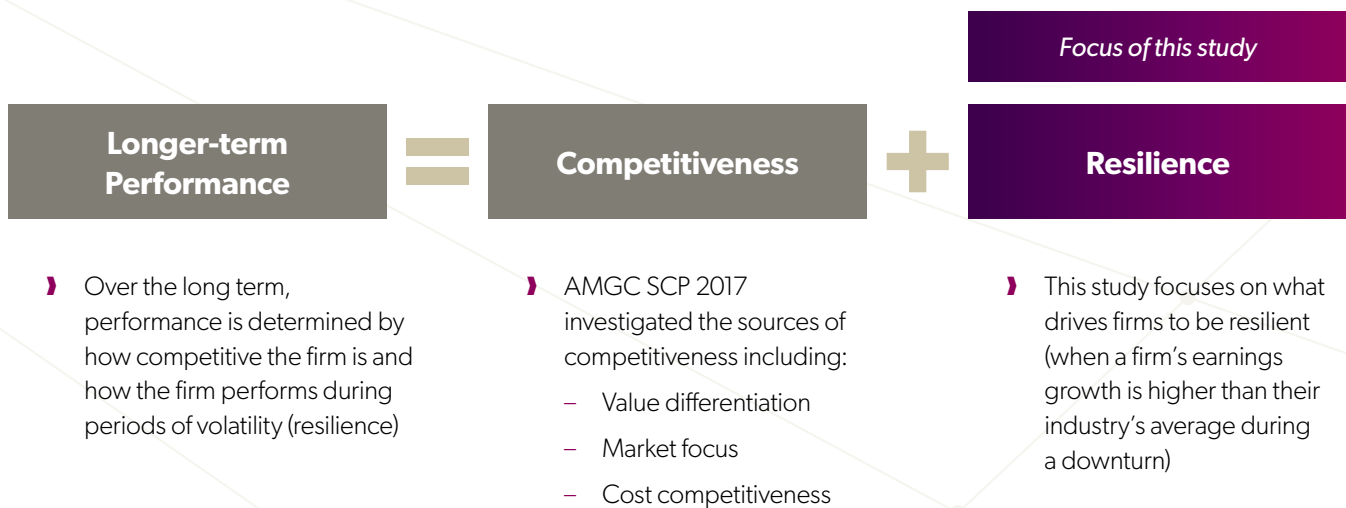 Focus of this study
Longer-term
Performance
=
Competitiveness
+
Resilience
Over the long term,
performance is determined by
how competitive the firm is and
how the firm performs during
periods of volatility (resilience)
AMGC SCP 2017
investigated the sources of
competitiveness including:
– Value differentiation
– Market focus
– Cost competitiveness
This study focuses on what
drives firms to be resilient
(when a firm’s earnings
growth is higher than their
industry’s average during
a downturn)